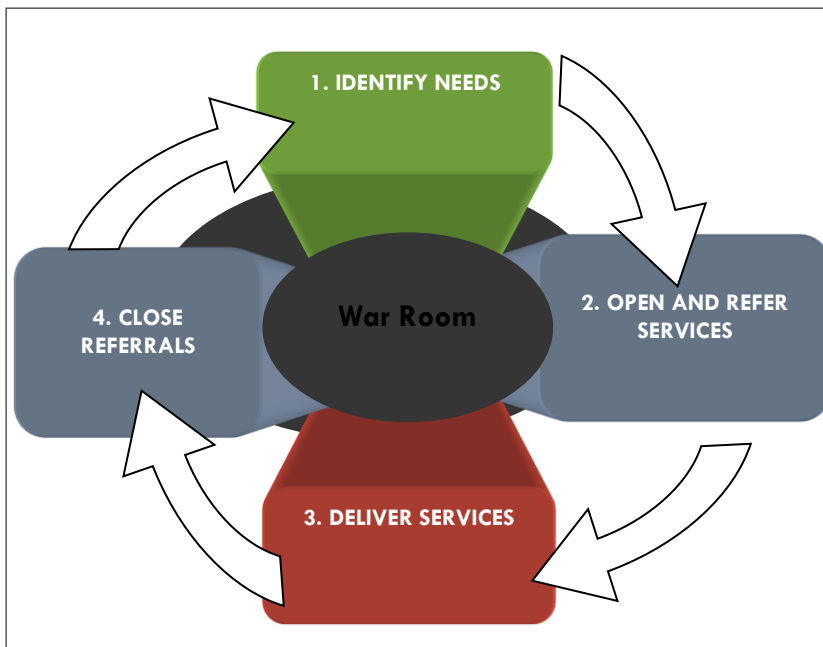 1. IDENTIFY NEEDS
2. OPEN AND REFER
SERVICES
War Room
4. CLOSE
REFERRALS
3. DELIVER SERVICES